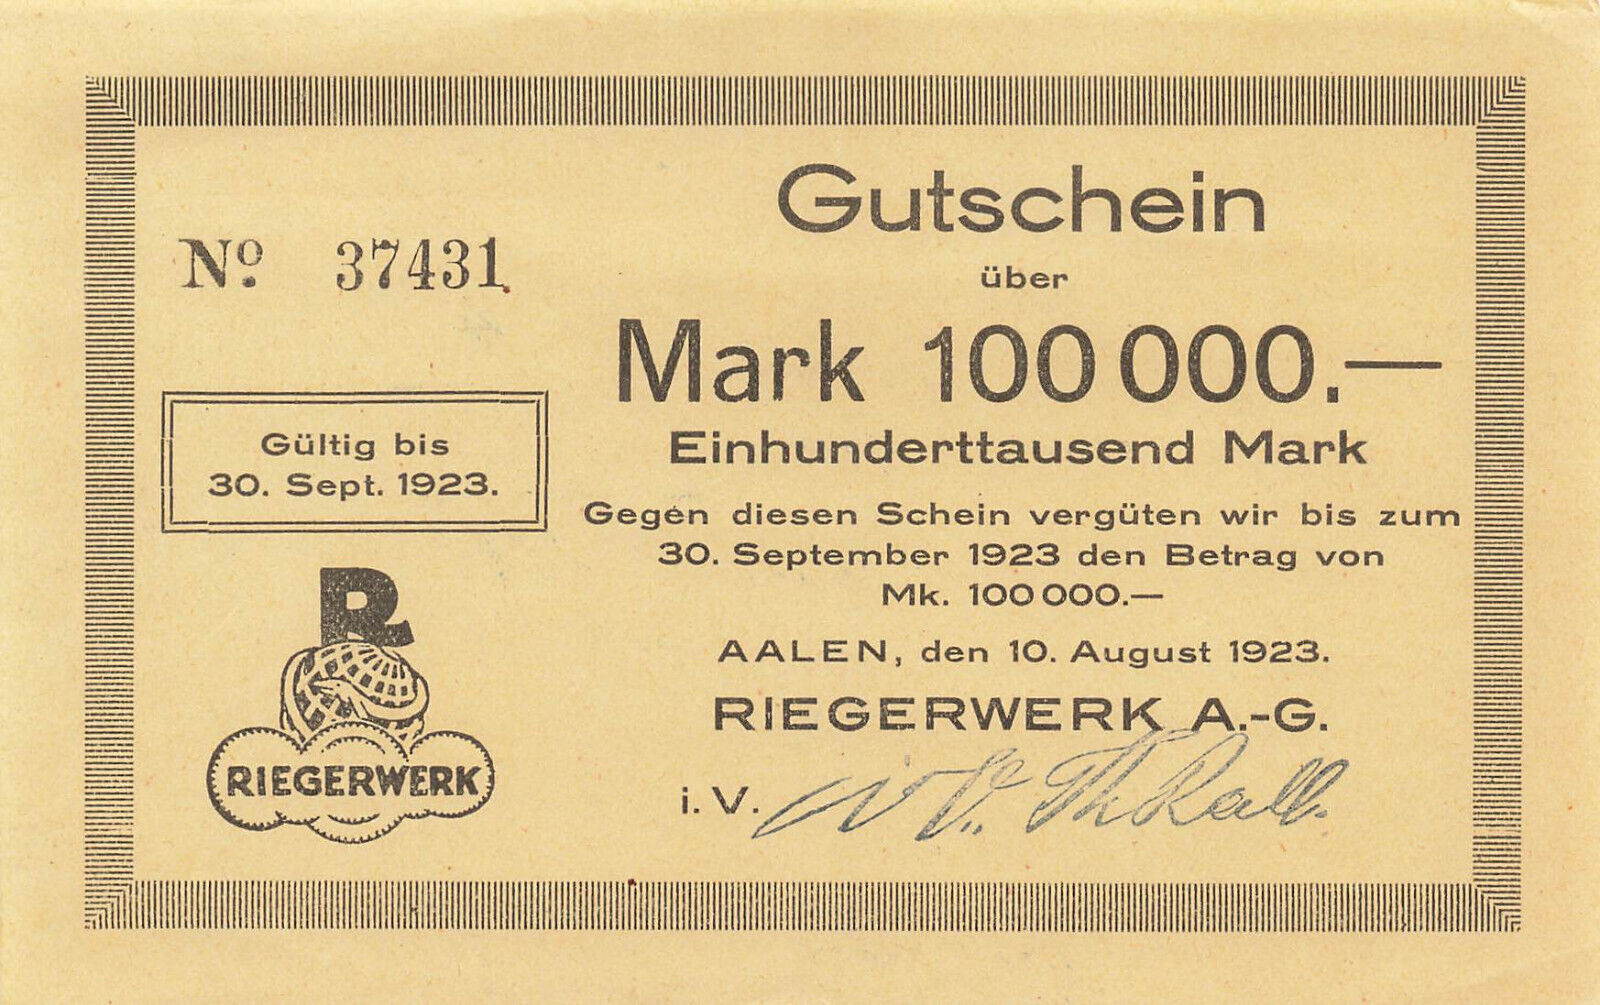 Nº. 37431
Gültig bis
30. Sept. 1923.
R
RIEGERWERK
Gutschein
über
Mark 100 000.—
Einhunderttausend Mark
Gegen diesen Schein vergüten wir bis zum
30. September 1923 den Betrag von
Mk. 100 000.—
AALEN, den 10. August 1923.
RIEGERWERK A.-G.
i. V.